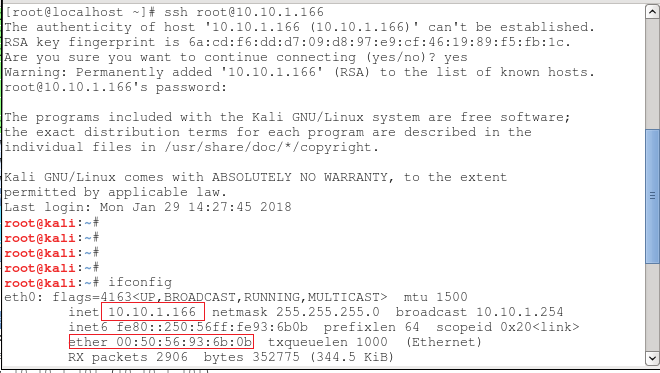 [root@localhost ~]# ssh root@10.10.1.166
The authenticity of host '10.10.1.166 (10.10.1.166)' can't be established.
RSA key fingerprint is 6a:cd:f6:dd:d7:09:d8:97:e9:cf:46:19:89:f5:fb:1c.
Are you sure you want to continue connecting (yes/no)? yes
Warning: Permanently added '10.10.1.166' (RSA) to the list of known hosts.
root@10.10.1.166's password:
The programs included with the Kali GNU/Linux system are free software;
the exact distribution terms for each program are described in the
individual files in /usr/share/doc/*/copyright.
Kali GNU/Linux comes with ABSOLUTELY NO WARRANTY, to the extent
permitted by applicable law.
Last login: Mon Jan 29 14:27:45 2018
root@kali:~#
root@kali:~#
root@kali:~#
root@kali:~#
root@kali:~# ifconfig
eth0: flags=4163<UP,BROADCAST,RUNNING,MULTICAST>  mtu 1500
inet 10.10.1.166  netmask 255.255.255.0  broadcast 10.10.1.254
inet6 fe80::250:56ff:fe93:6b0b  prefixlen 64  scopeid 0x20<link>
ether 00:50:56:93:6b:0b  txqueuelen 1000  (Ethernet)
RX packets 2906  bytes 352775 (344.5 KiB)